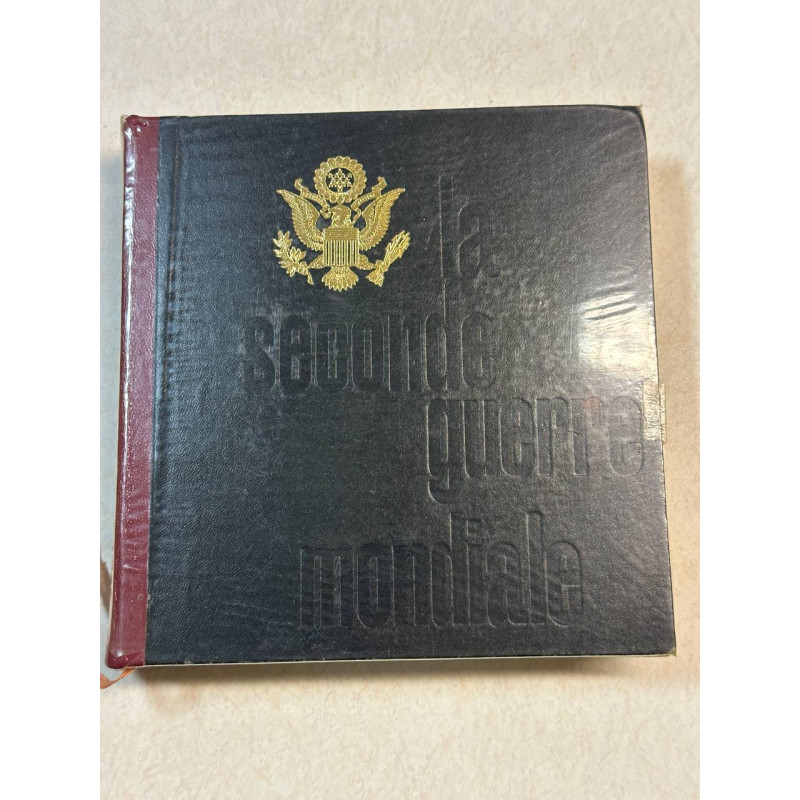 la
seconde
guerre
mondiale